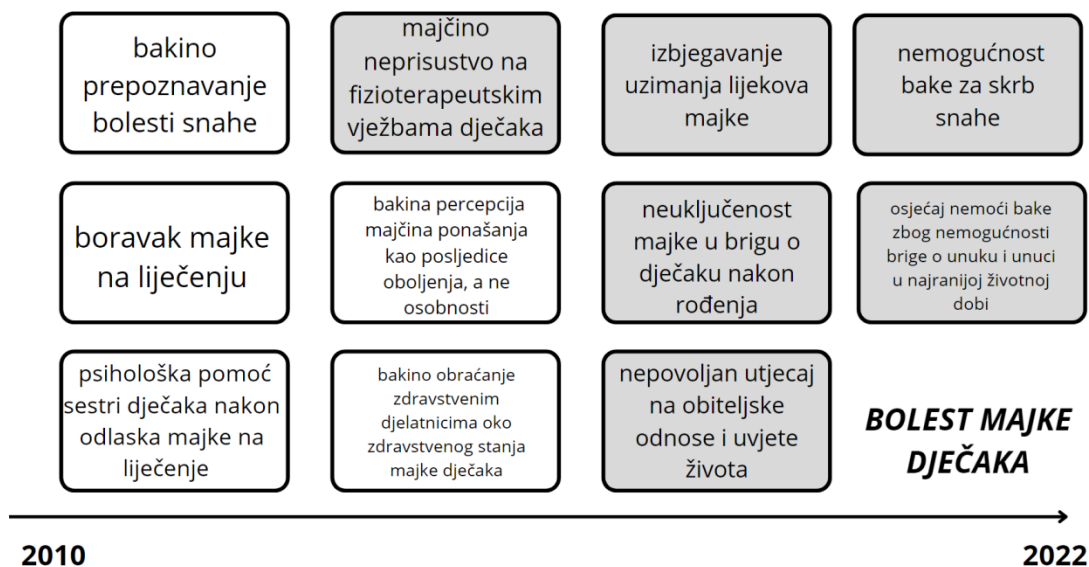 bakino
prepoznavanje
bolesti snahe
majčino
neprisustvo na
fizioterapeutskim
vježbama dječaka
izbjegavanje
uzimanja lijekova
majke
nemogućnost
bake za skrb
snahe
boravak majke
na liječenju
bakina percepcija
majčina ponašanja
kao posljedice
oboljenja, a ne
osobnosti
neuključenost
majke u brigu o
dječaku nakon
rođenja
osjećaj nemoći bake
zbog nemogućnosti
brige o unuku i unuci
u najranijoj životnoj
dobi
psihološka pomoć
sestri dječaka nakon
odlaska majke na
liječenje
bakino obraćanje
zdravstvenim
djelatnicima oko
zdravstvenog stanja
majke dječaka
nepovoljan utjecaj
na obiteljske
odnose i uvjete
života
BOLEST MAJKE
DJEČAKA
2010
2022